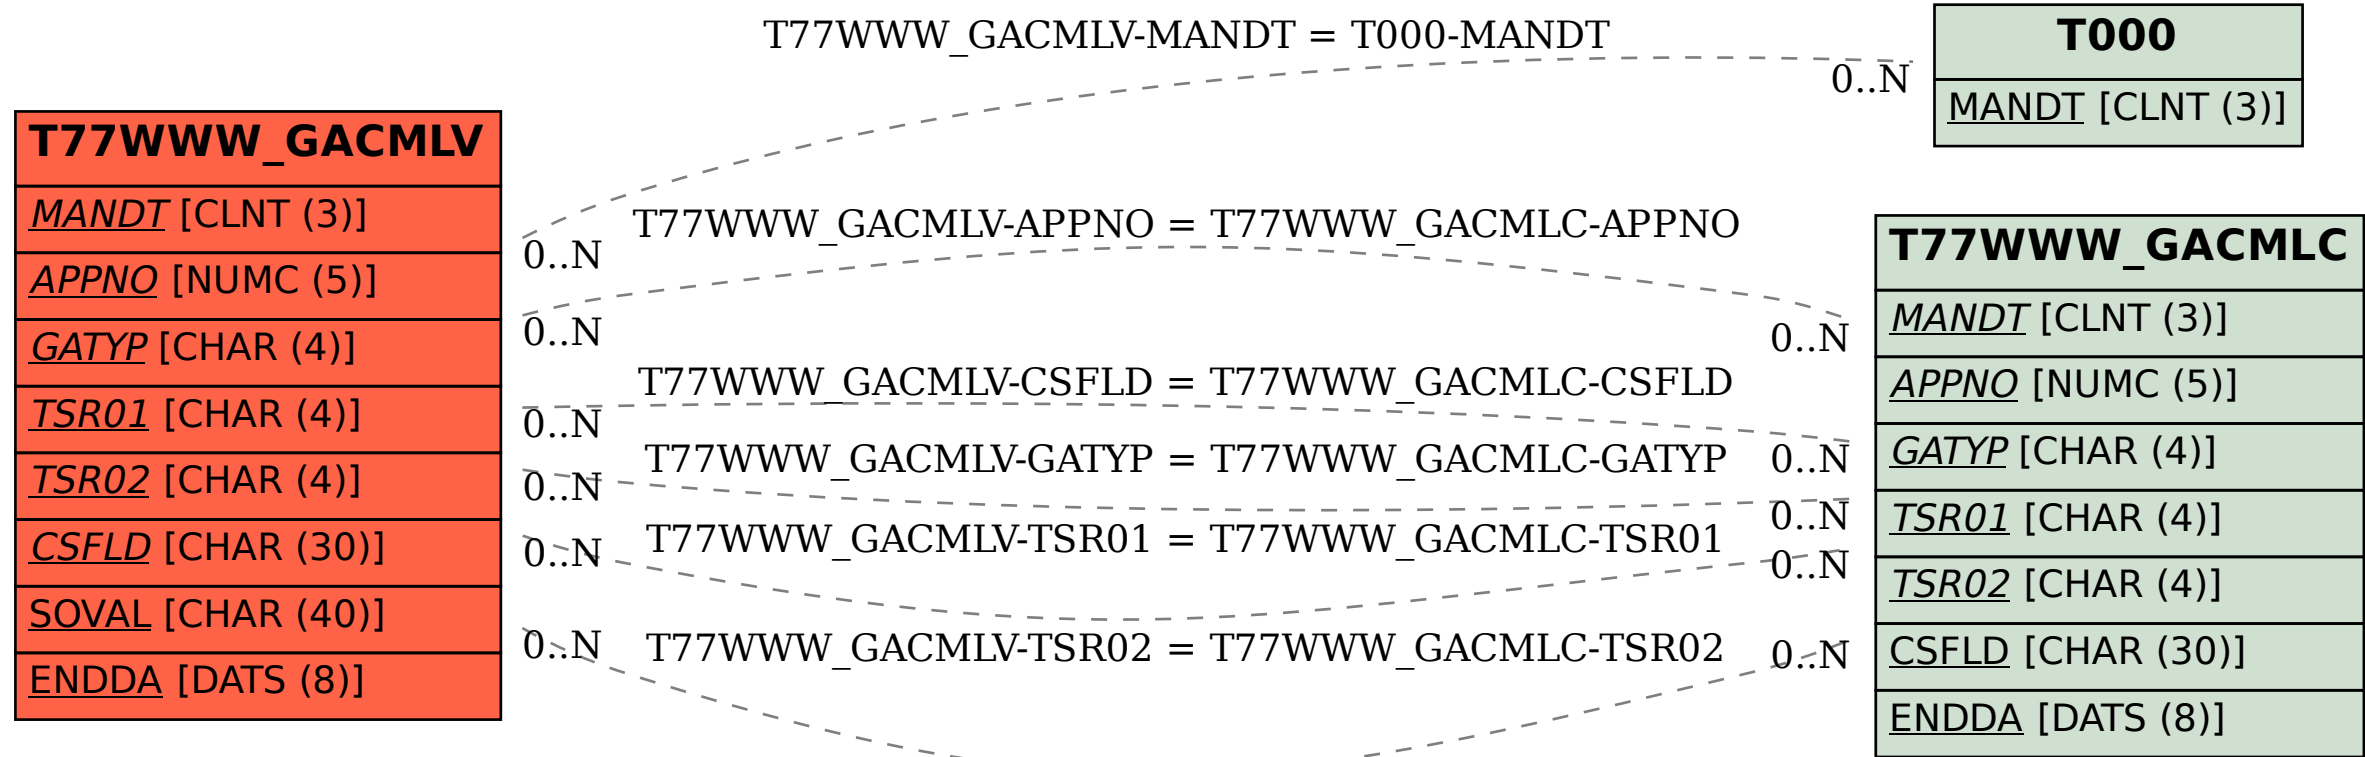 T77WWW_GACMLV
MANDT [CLNT (3)]
APPNO [NUMC (5)]
GATYP [CHAR (4)]
TSR01 [CHAR (4)]
TSR02 [CHAR (4)]
CSFLD [CHAR (30)]
SOVAL [CHAR (40)]
ENDDA [DATS (8)]
T77WWW_GACMLV-MANDT = T000-MANDT
0..N
0..N
T77WWW_GACMLV-APPNO = T77WWW_GACMLC-APPNO
0..N
0..N
T77WWW_GACMLV-CSFLD = T77WWW_GACMLC-CSFLD
0..N
0..N
T77WWW_GACMLV-GATYP = T77WWW_GACMLC-GATYP
0..N
0..N
T77WWW_GACMLV-TSR01 = T77WWW_GACMLC-TSR01
0..N
0..N
T77WWW_GACMLV-TSR02 = T77WWW_GACMLC-TSR02
0..N
0..N
T000
MANDT [CLNT (3)]
T77WWW_GACMLC
MANDT [CLNT (3)]
APPNO [NUMC (5)]
GATYP [CHAR (4)]
TSR01 [CHAR (4)]
TSR02 [CHAR (4)]
CSFLD [CHAR (30)]
ENDDA [DATS (8)]